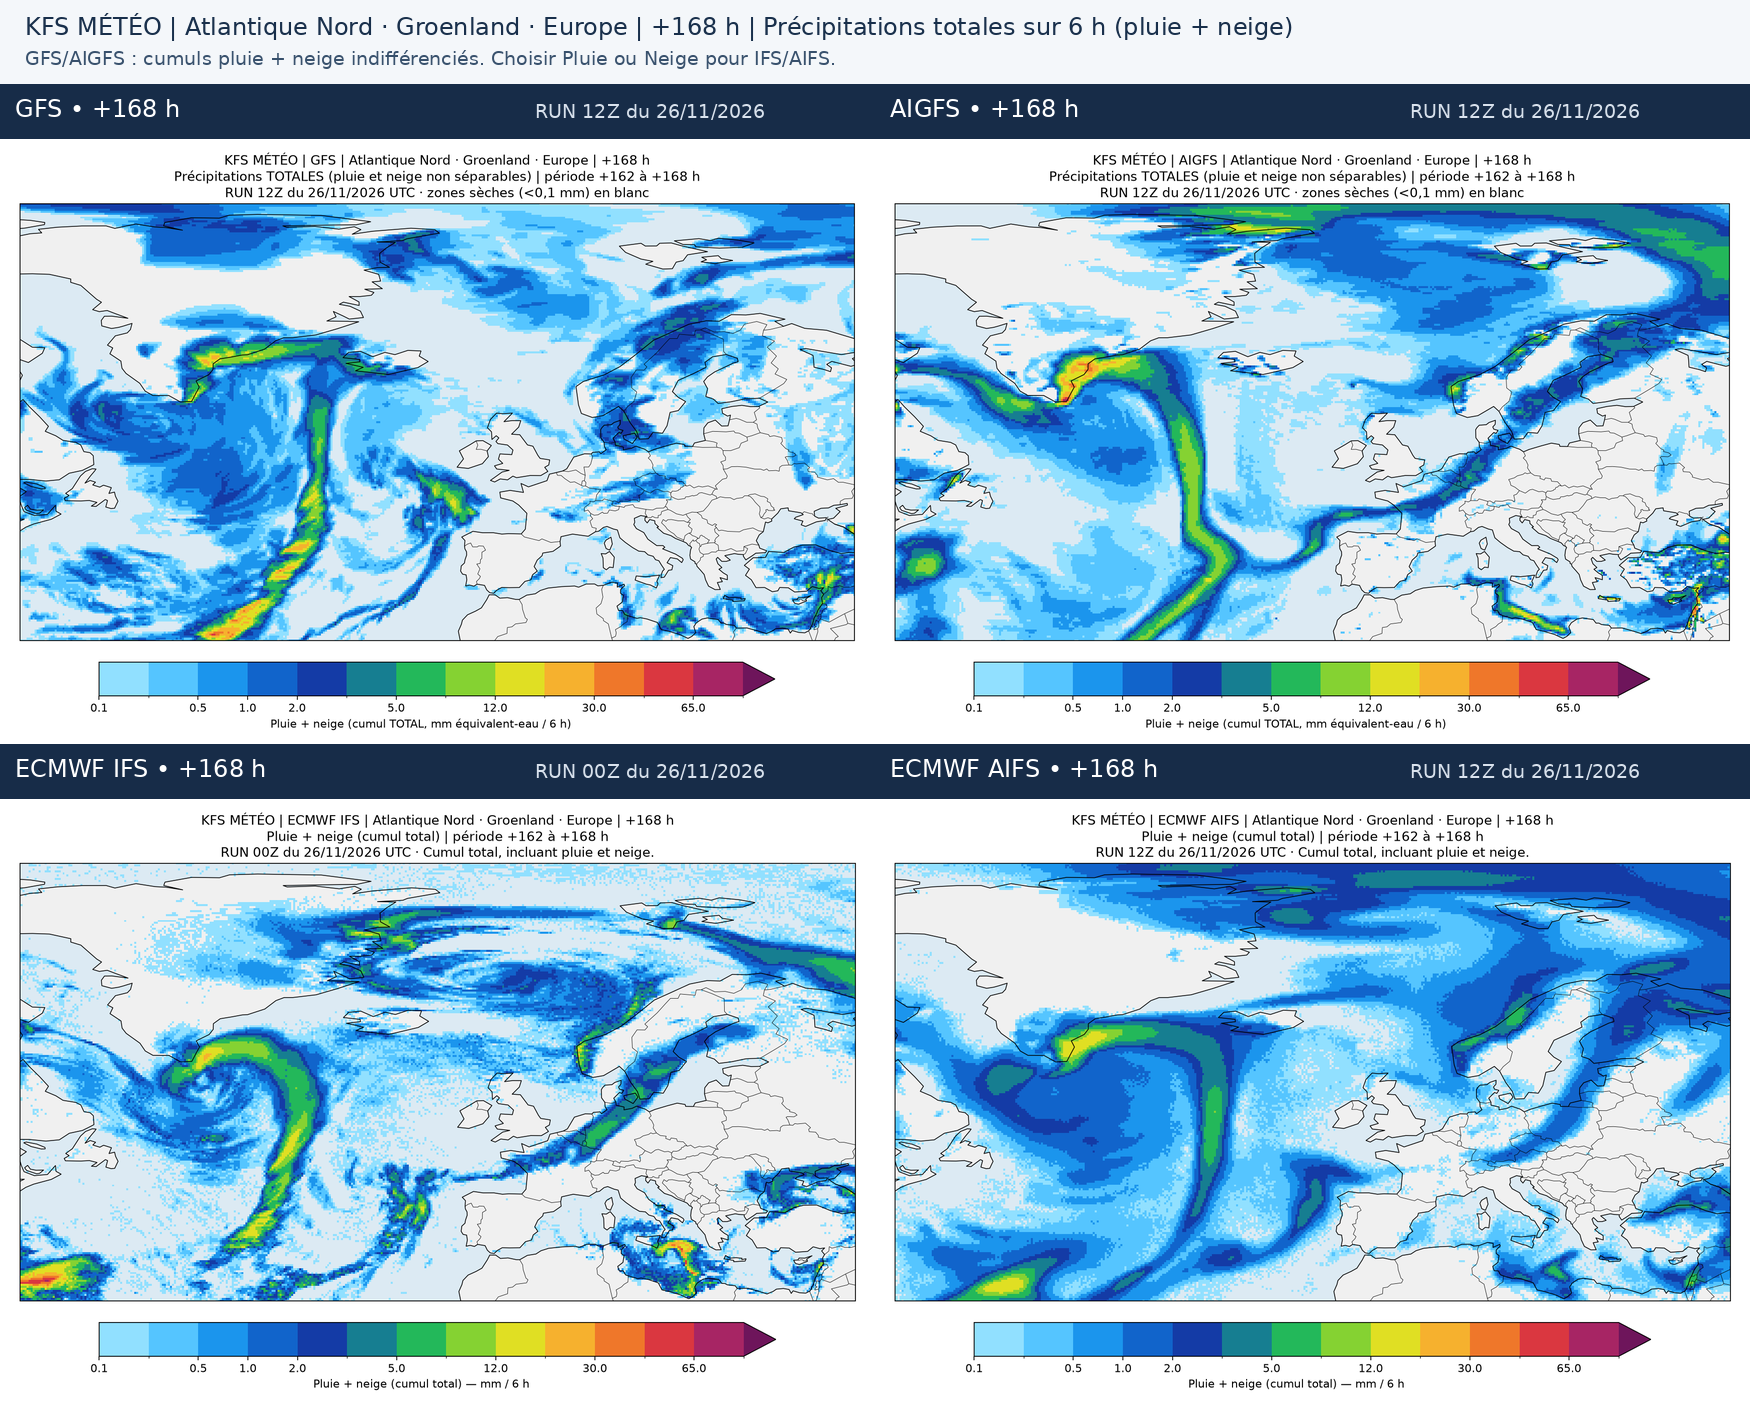 KFS MÉTÉO | Atlantique Nord · Groenland · Europe | +168 h | Précipitations totales sur 6 h (pluie + neige)
GFS/AIGFS : cumuls pluie + neige indifférenciés. Choisir Pluie ou Neige pour IFS/AIFS.
GFS • +168 h RUN 12Z du 26/11/2026
AIGFS • +168 h RUN 12Z du 26/11/2026
KFS MÉTÉO | GFS | Atlantique Nord · Groenland · Europe | +168 h
Précipitations TOTALES (pluie et neige non séparables) | période +162 à +168 h
RUN 12Z du 26/11/2026 UTC · zones sèches (<0,1 mm) en blanc
KFS MÉTÉO | AIGFS | Atlantique Nord · Groenland · Europe | +168 h
Précipitations TOTALES (pluie et neige non séparables) | période +162 à +168 h
RUN 12Z du 26/11/2026 UTC · zones sèches (<0,1 mm) en blanc
0.1 0.5 1.0 2.0 5.0 12.0 30.0 65.0
Pluie + neige (cumul TOTAL, mm équivalent-eau / 6 h)
0.1 0.5 1.0 2.0 5.0 12.0 30.0 65.0
Pluie + neige (cumul TOTAL, mm équivalent-eau / 6 h)
ECMWF IFS • +168 h RUN 00Z du 26/11/2026
ECMWF AIFS • +168 h RUN 12Z du 26/11/2026
KFS MÉTÉO | ECMWF IFS | Atlantique Nord · Groenland · Europe | +168 h
Pluie + neige (cumul total) | période +162 à +168 h
RUN 00Z du 26/11/2026 UTC · Cumul total, incluant pluie et neige.
KFS MÉTÉO | ECMWF AIFS | Atlantique Nord · Groenland · Europe | +168 h
Pluie + neige (cumul total) | période +162 à +168 h
RUN 12Z du 26/11/2026 UTC · Cumul total, incluant pluie et neige.
0.1 0.5 1.0 2.0 5.0 12.0 30.0 65.0
Pluie + neige (cumul total) — mm / 6 h
0.1 0.5 1.0 2.0 5.0 12.0 30.0 65.0
Pluie + neige (cumul total) — mm / 6 h